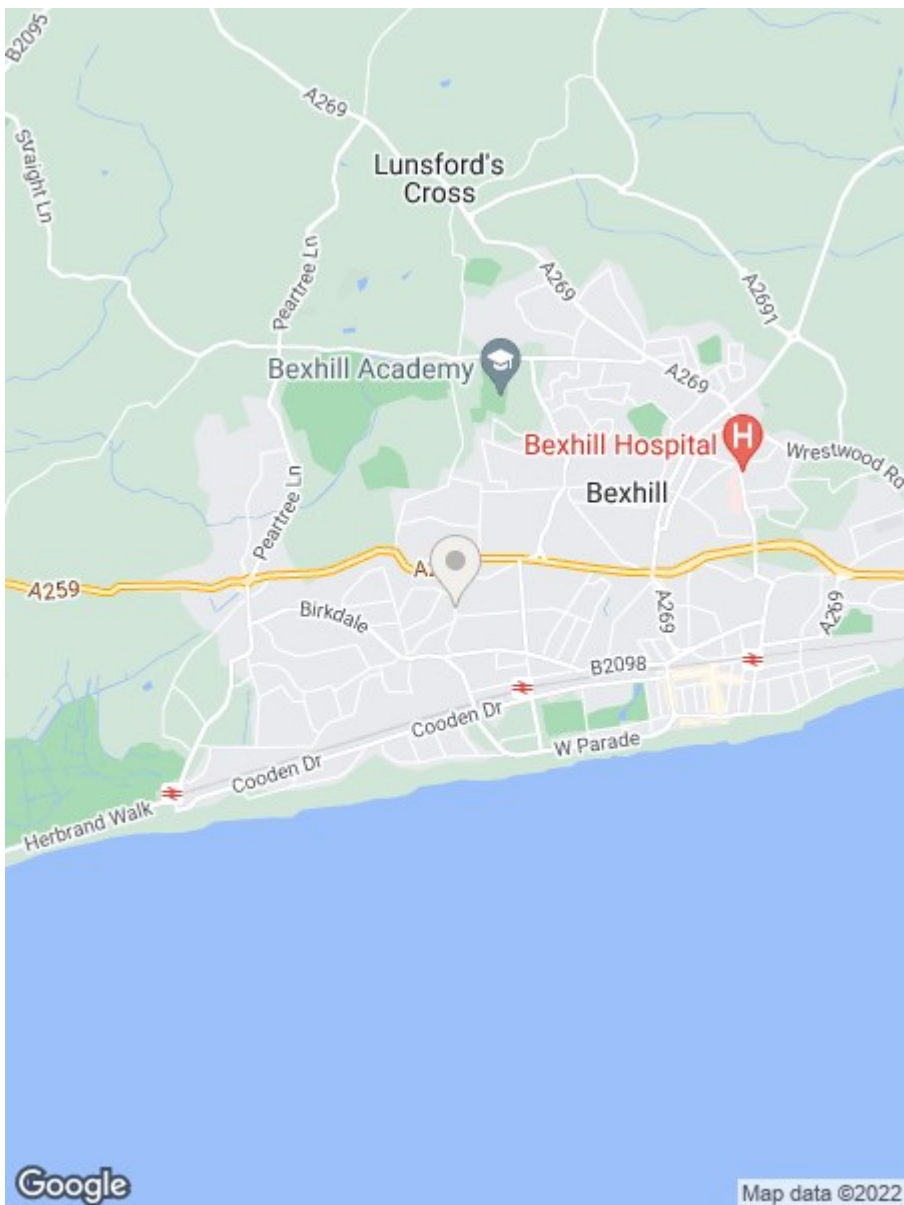 B2095
A269
Straight Ln
Lunsford's
Cross
Peartree Ln
A269
A2691
Bexhill Academy
A269
Bexhill Hospital
H
Wrestwood Rd
Bexhill
Peartree Ln
A259
Birkdale
A269
A269
B2098
Cooden Dr
W Parade
Cooden Dr
Herbrand Walk
Google
Map data ©2022